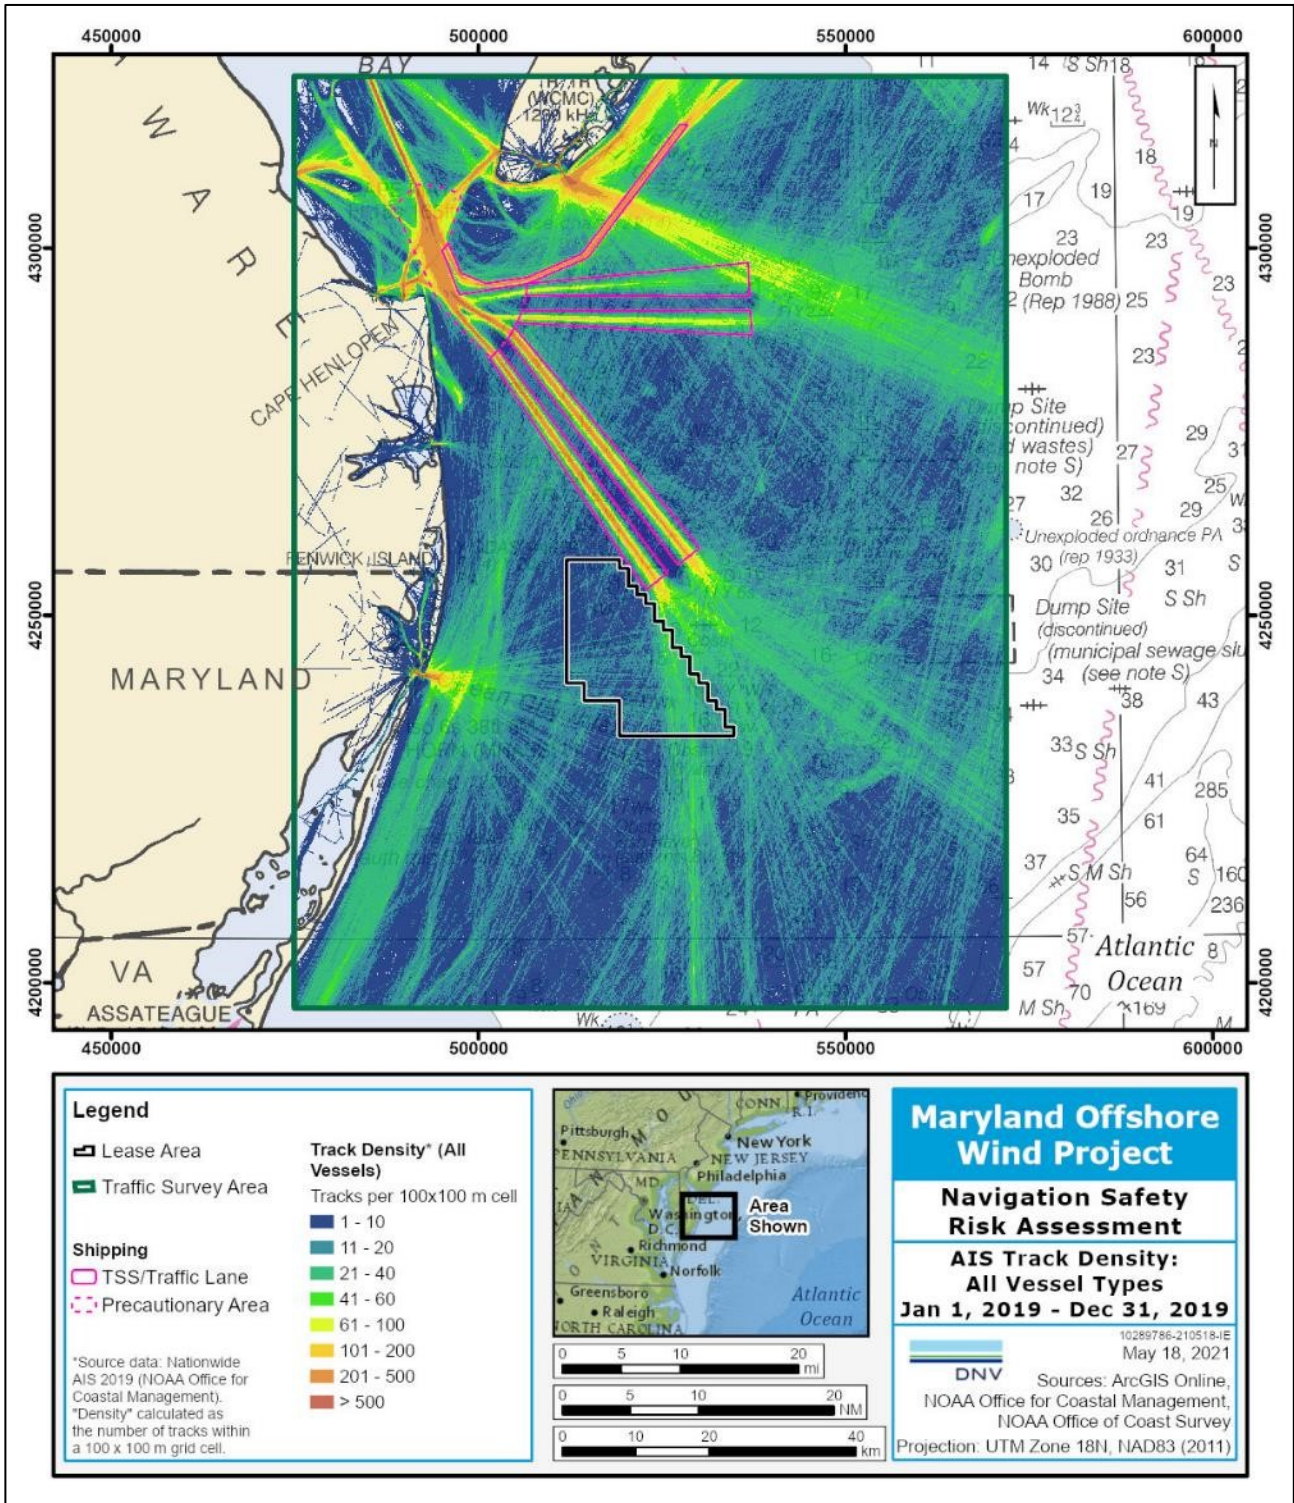 450000
500000
550000
600000
BAY
TR, TR
(WCMC)
14
S Sh
18
Wk
18
17
19
19
WARE
4300000
4300000
23
23
23
Bomb
(Rep 1988)
25
23
CAPE HENLOPEN
Site
wastes)
note S)
27
29
31
25
32
27
26
29
Unexploded ordnance PA
(rep 1933)
30
31
S
S Sh
FENWICK ISLAND
4250000
4250000
Dump Site
(discontinued)
(municipal sewage slu
(see note S)
34
38
43
MARYLAND
33
S Sh
41
285
35
61
37
64
S
S M Sh
160
56
236
57
Atlantic
Ocean
8
57
70
M Sh
169
M
VA
ASSATEAGUE
4200000
4200000
Wk
450000
500000
550000
600000
Legend
Lease Area
Traffic Survey Area
Shipping
TSS/Traffic Lane
Precautionary Area
*Source data: Nationwide
AIS 2019 (NOAA Office for
Coastal Management).
"Density" calculated as
the number of tracks within
a 100 x 100 m grid cell.
Track Density* (All
Vessels)
Tracks per 100x100 m cell
1 - 10
11 - 20
21 - 40
41 - 60
61 - 100
101 - 200
201 - 500
> 500
CONN.
R.I.
Pittsburgh
New York
PENNSYLVANIA
NEW JERSEY
Philadelphia
MD.
DEL.
Washington
D.C.
Area
Shown
Richmond
VIRGINIA
Norfolk
Greensboro
Raleigh
NORTH CAROLINA
Atlantic
Ocean
0 5 10 20
mi
0 5 10 20
NM
0 10 20 40
km
Maryland Offshore
Wind Project
Navigation Safety
Risk Assessment
AIS Track Density:
All Vessel Types
Jan 1, 2019 - Dec 31, 2019
10289786-210518-IE
May 18, 2021
DNV
Sources: ArcGIS Online,
NOAA Office for Coastal Management,
NOAA Office of Coast Survey
Projection: UTM Zone 18N, NAD83 (2011)
N